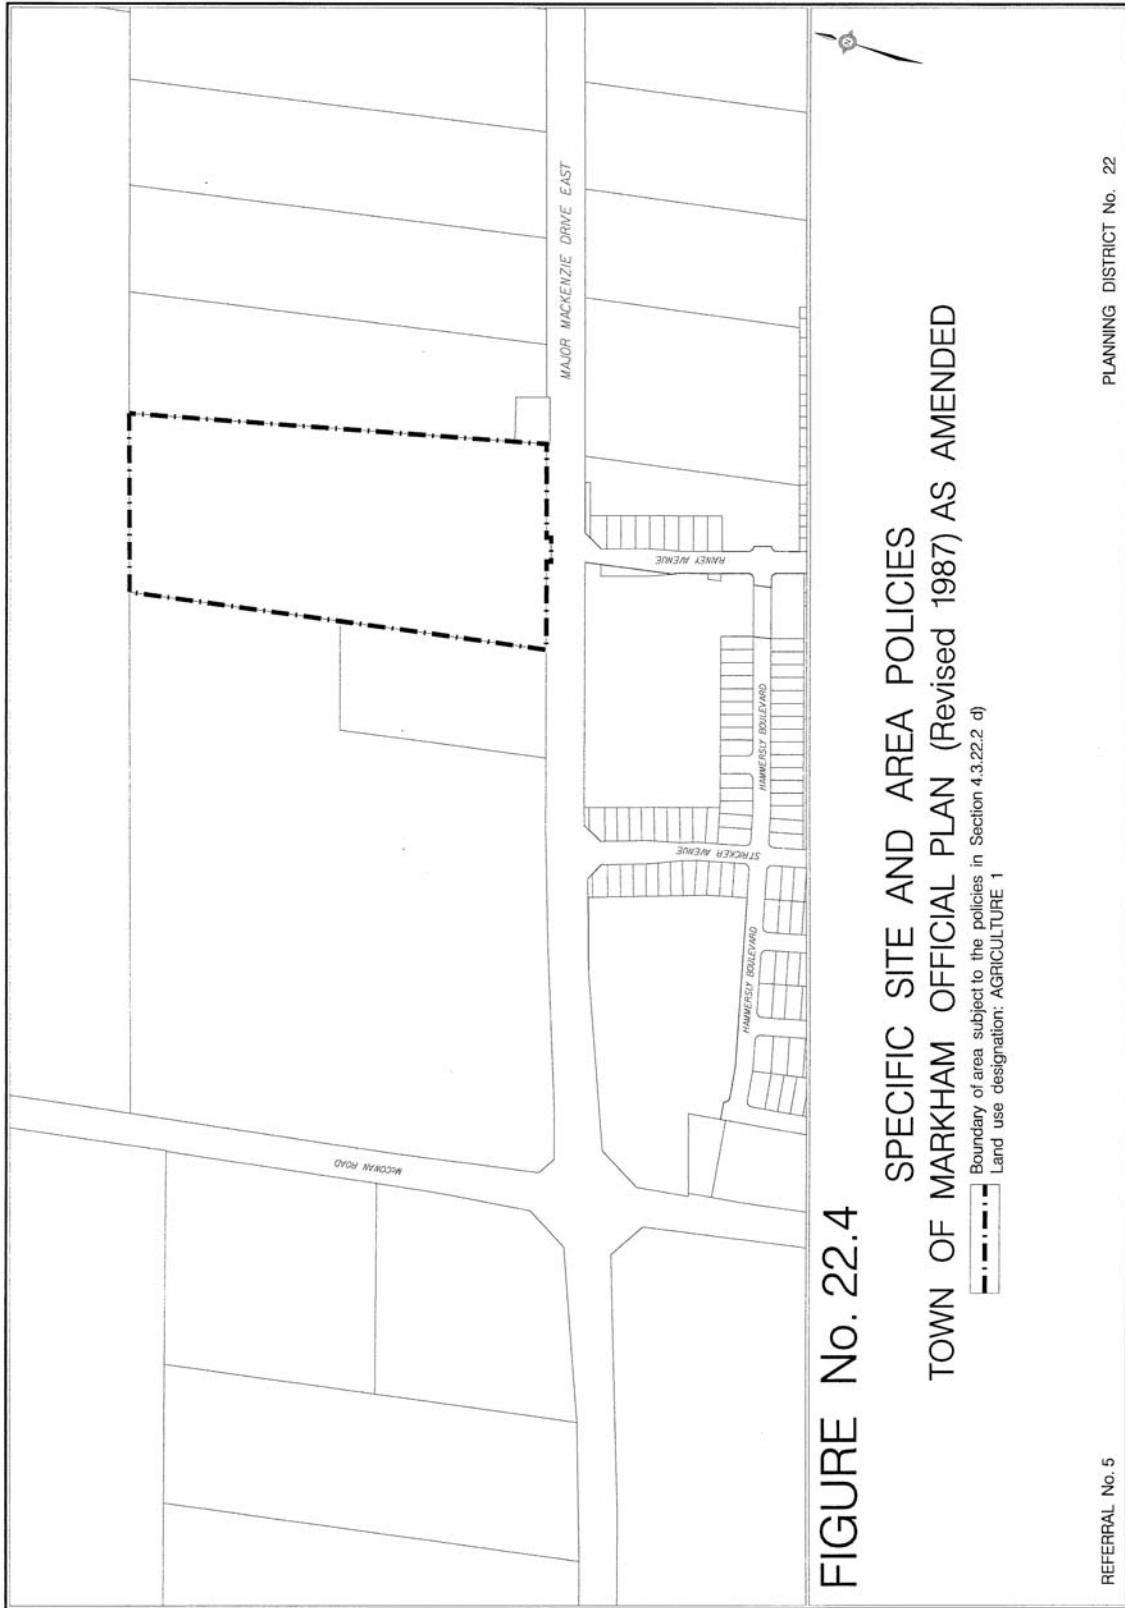 MAJOR MACKENZIE DRIVE EAST
McCOWAN ROAD
RAINEY AVENUE
STRICKER AVENUE
HAMMERSLY BOULEVARD
HAMMERSLY BOULEVARD
N
FIGURE No. 22.4
SPECIFIC SITE AND AREA POLICIES
TOWN OF MARKHAM OFFICIAL PLAN (Revised 1987) AS AMENDED
Boundary of area subject to the policies in Section 4.3.22.2 d)
Land use designation: AGRICULTURE 1
REFERRAL No. 5
PLANNING DISTRICT No. 22